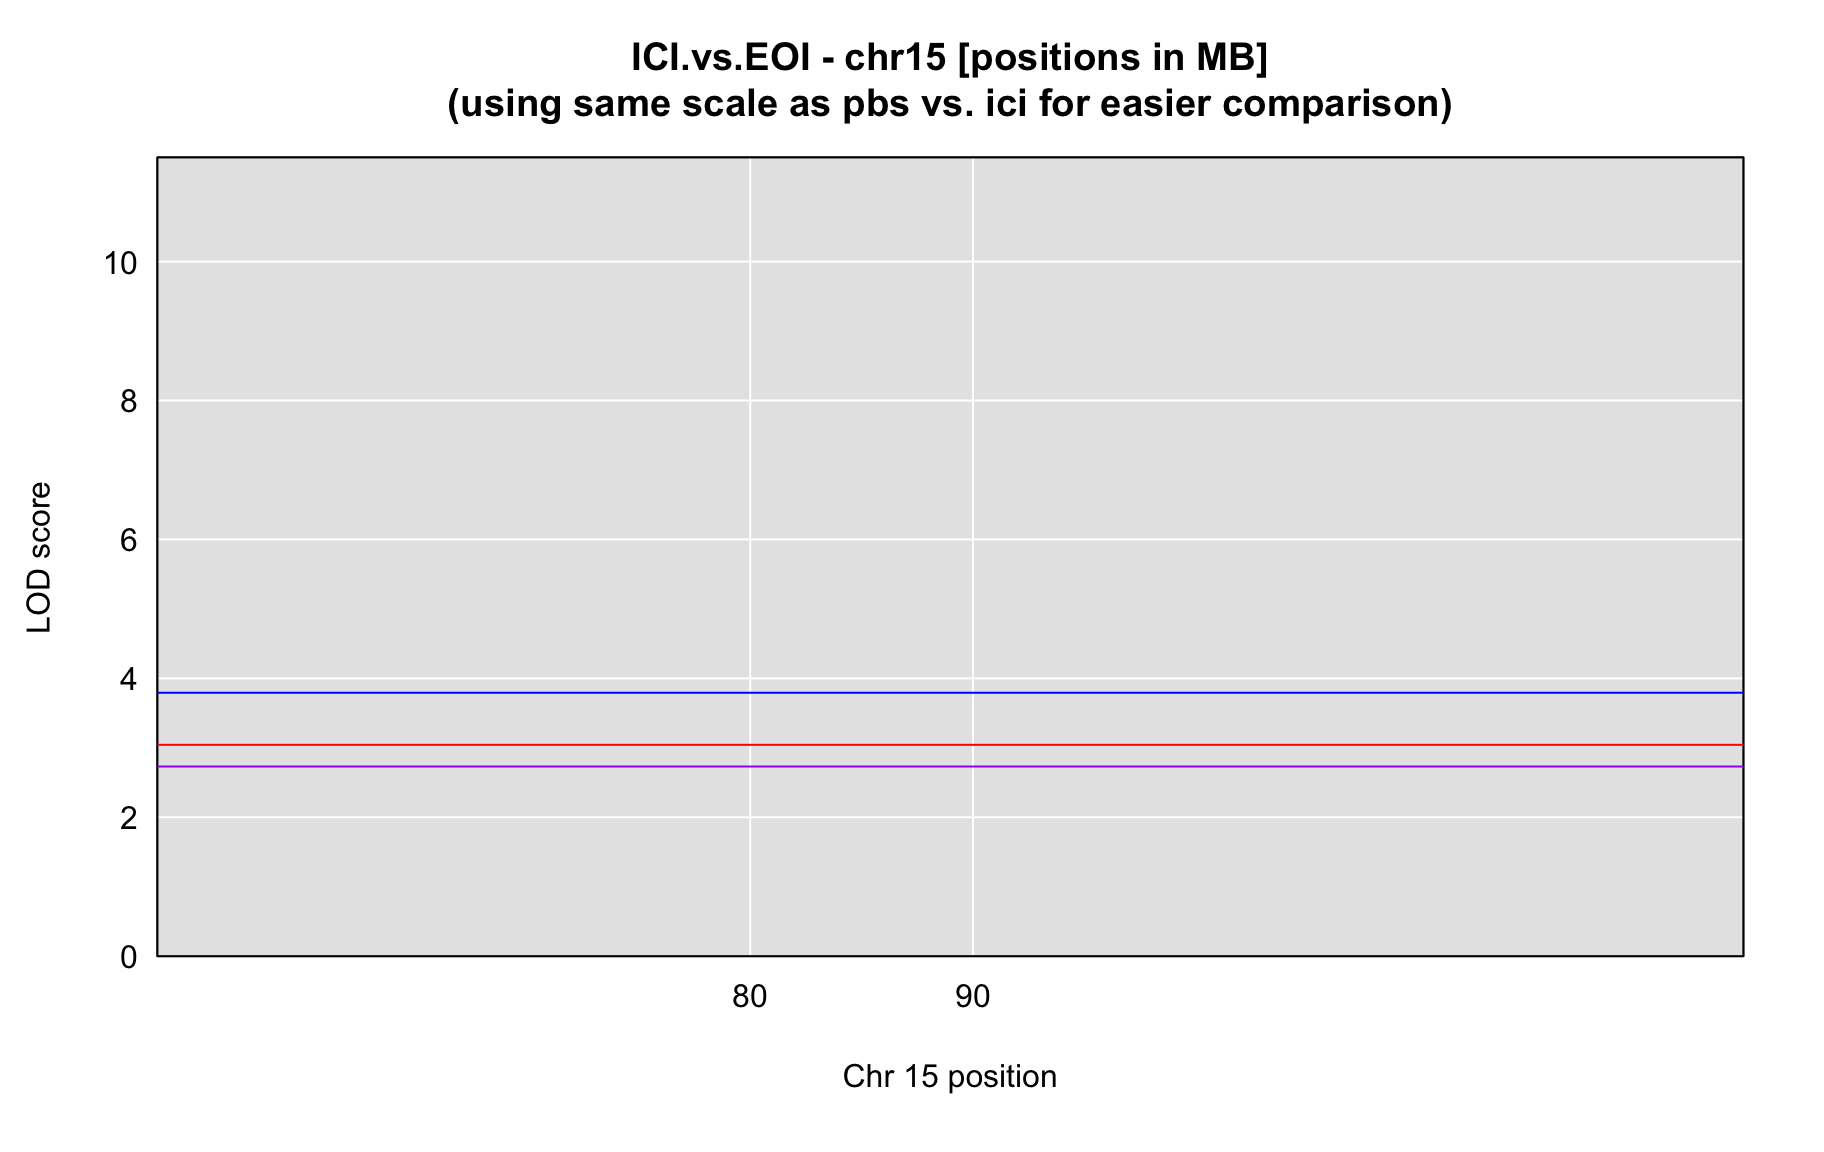 ICI.vs.EOI - chr15 [positions in MB]
(using same scale as pbs vs. ici for easier comparison)
10
8
6
4
2
0
LOD score
80 90
Chr 15 position